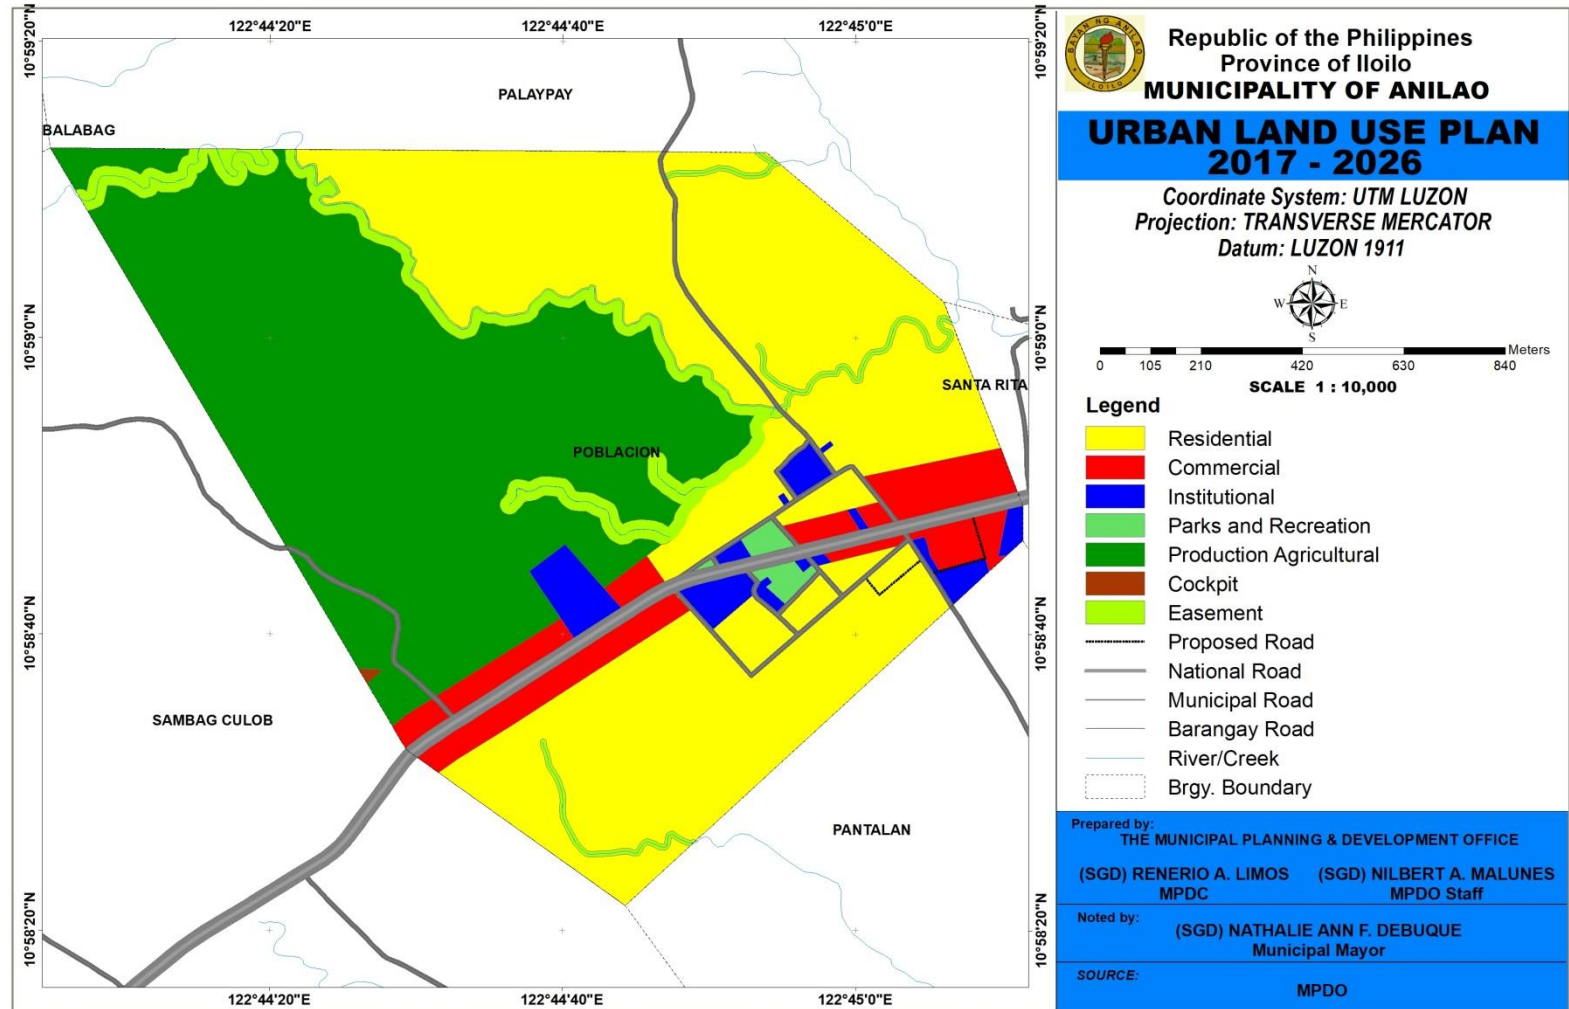 122°44'20"E
122°44'40"E
122°45'0"E
10°59'20"N
10°59'20"N
PALAYPAY
BALABAG
10°59'0"N
10°59'0"N
SANTA RITA
POBLACION
10°58'40"N
10°58'40"N
SAMBAG CULOB
PANTALAN
10°58'20"N
10°58'20"N
122°44'20"E
122°44'40"E
122°45'0"E
BAYAN NG ANILAO
ILOILO
Republic of the Philippines
Province of Iloilo
MUNICIPALITY OF ANILAO
URBAN LAND USE PLAN
2017 - 2026
Coordinate System: UTM LUZON
Projection: TRANSVERSE MERCATOR
Datum: LUZON 1911
N
W E
S
Meters
0 105 210 420 630 840
SCALE 1 : 10,000
Legend
Residential
Commercial
Institutional
Parks and Recreation
Production Agricultural
Cockpit
Easement
Proposed Road
National Road
Municipal Road
Barangay Road
River/Creek
Brgy. Boundary
Prepared by:
THE MUNICIPAL PLANNING & DEVELOPMENT OFFICE
(SGD) RENERIO A. LIMOS (SGD) NILBERT A. MALUNES
MPDC MPDO Staff
Noted by:
(SGD) NATHALIE ANN F. DEBUQUE
Municipal Mayor
SOURCE:
MPDO